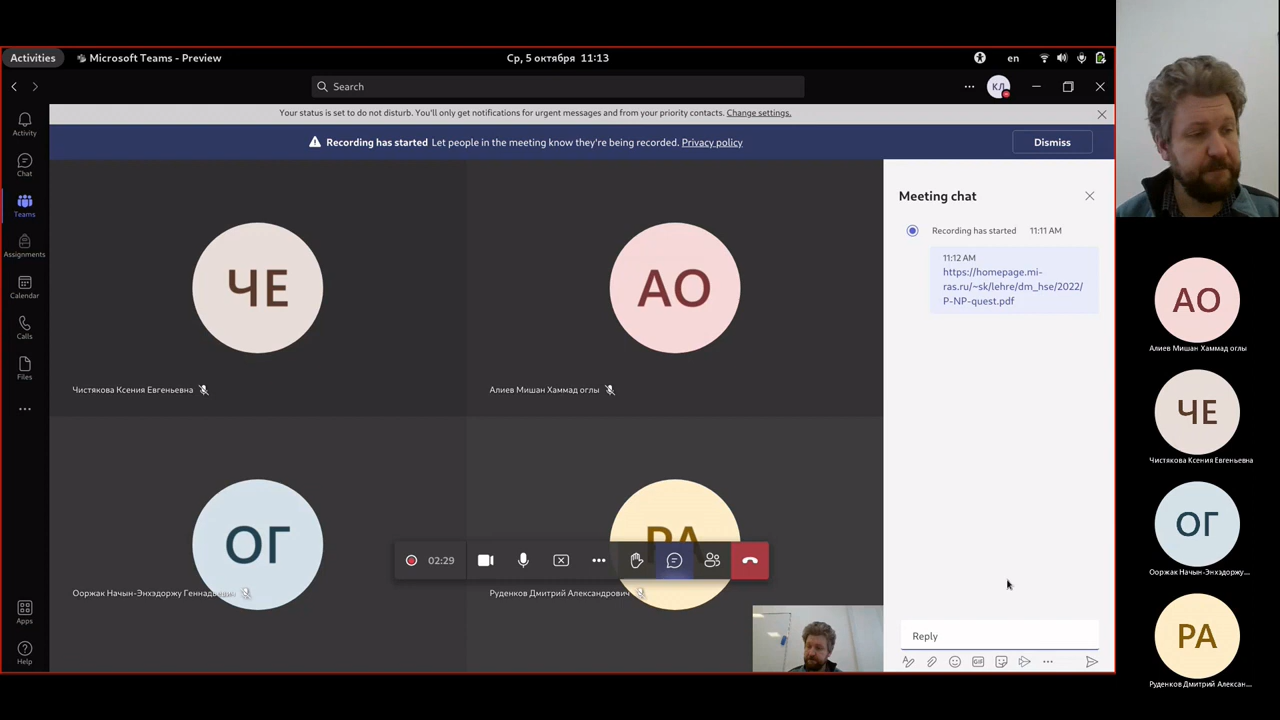 Activities
Microsoft Teams - Preview
Ср, 5 октября 11:13
en
Search
КЛ
Your status is set to do not disturb. You'll only get notifications for urgent messages and from your priority contacts. Change settings.
Recording has started Let people in the meeting know they're being recorded. Privacy policy
Dismiss
Activity
Chat
Teams
Assignments
Calendar
Calls
Files
Apps
Help
ЧЕ
Чистякова Ксения Евгеньевна
АО
Алиев Мишан Хаммад оглы
ОГ
Ооржак Начын-Энхэдоржу Геннадьевич
РА
Руденков Дмитрий Александрович
02:29
Meeting chat
Recording has started 11:11 AM
11:12 AM
https://homepage.mi-
ras.ru/~sk/lehre/dm_hse/2022/
P-NP-quest.pdf
Reply
GIF
АО
Алиев Мишан Хаммад оглы
ЧЕ
Чистякова Ксения Евгеньевна
ОГ
Ооржак Начын-Энхэдоржу...
РА
Руденков Дмитрий Алексан...